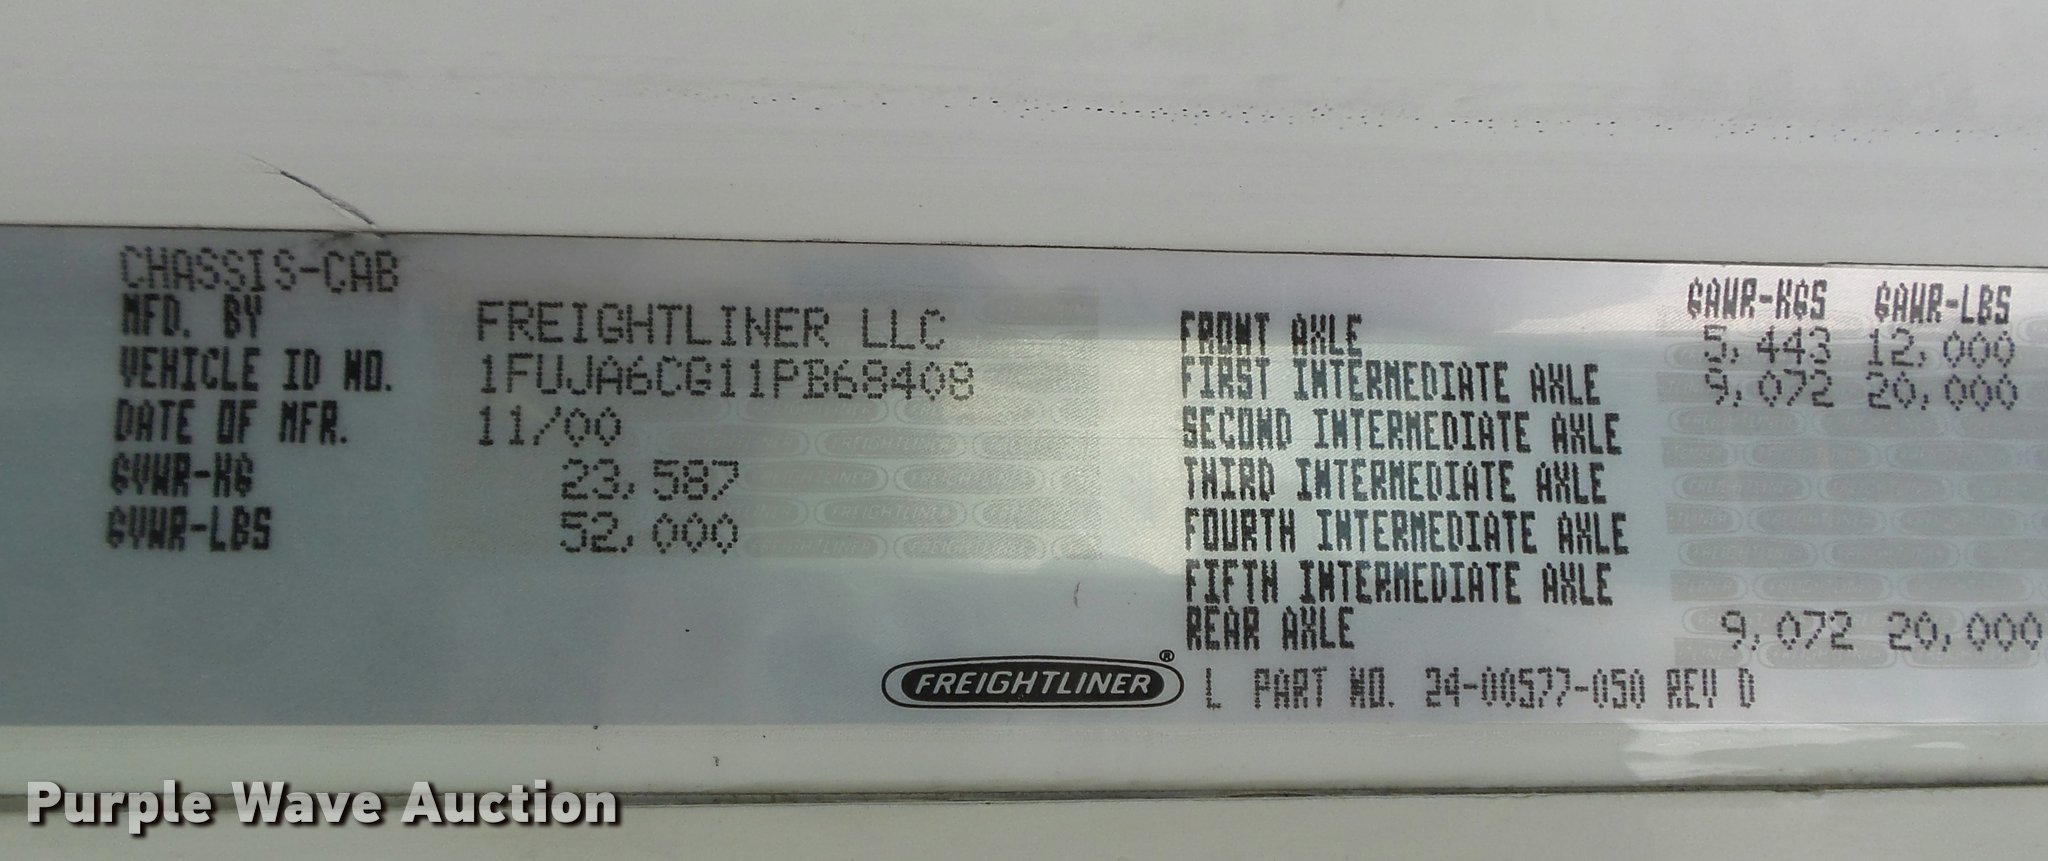 CHASSIS-CAB
MFD. BY FREIGHTLINER LLC
VEHICLE ID NO. 1FUJA6CG11PB68408
DATE OF MFR. 11/00
GVWR-KG 23,587
GVWR-LBS 52,000
GAWR-KGS GAWR-LBS
FRONT AXLE 5,443 12,000
FIRST INTERMEDIATE AXLE 9,072 20,000
SECOND INTERMEDIATE AXLE
THIRD INTERMEDIATE AXLE
FOURTH INTERMEDIATE AXLE
FIFTH INTERMEDIATE AXLE
REAR AXLE 9,072 20,000
FREIGHTLINER® L PART NO. 24-00577-050 REV D
Purple Wave Auction